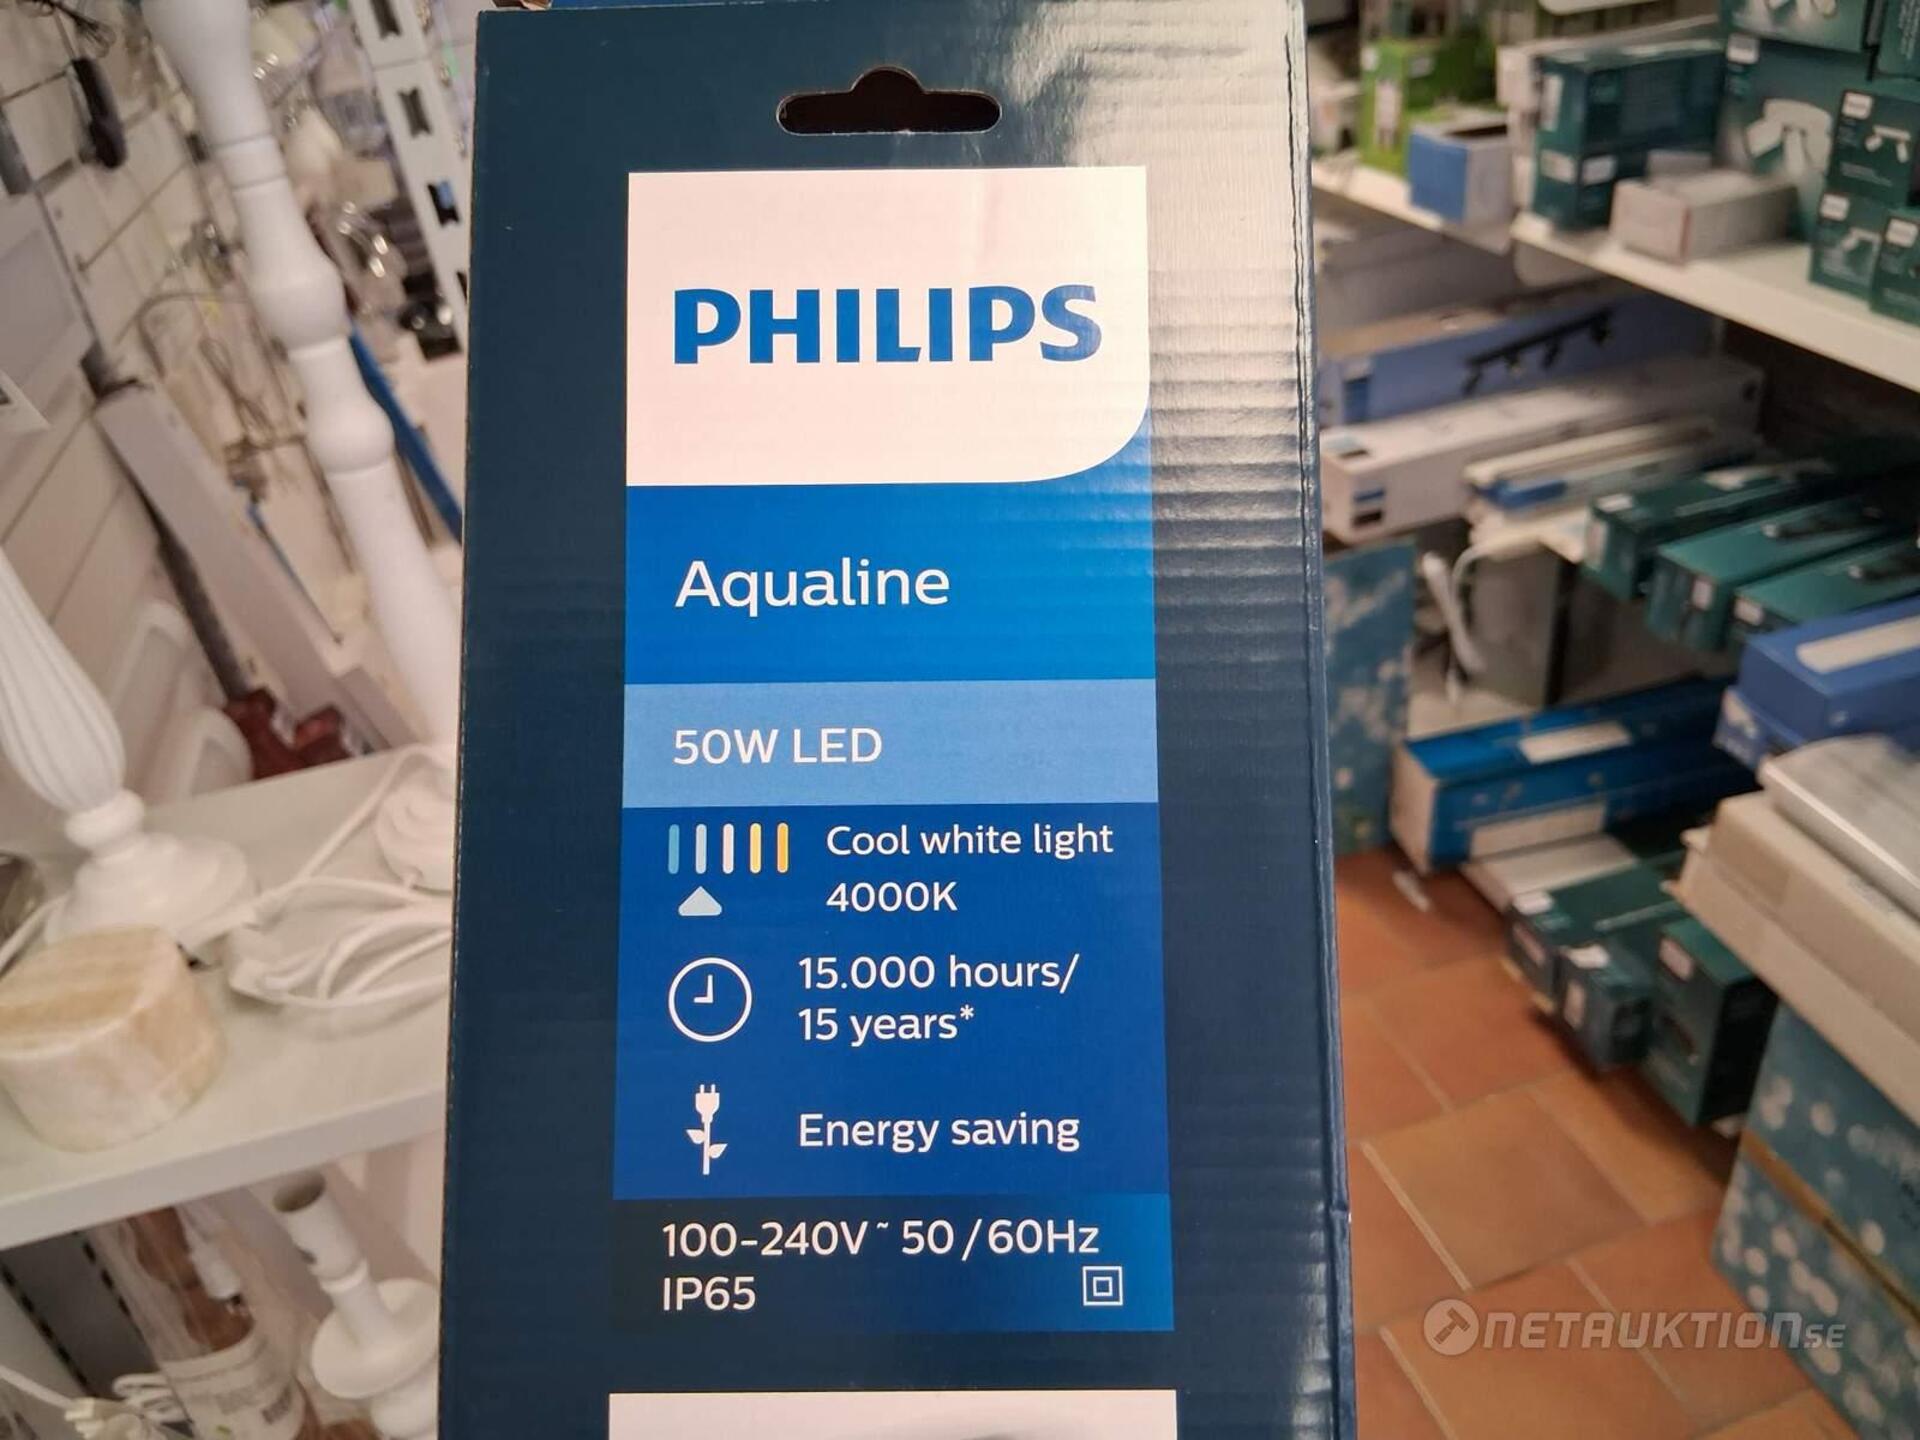 PHILIPS
Aqualine
50W LED
Cool white light
4000K
15.000 hours/
15 years*
Energy saving
100-240V~ 50/60Hz
IP65
NETAUKTION.SE